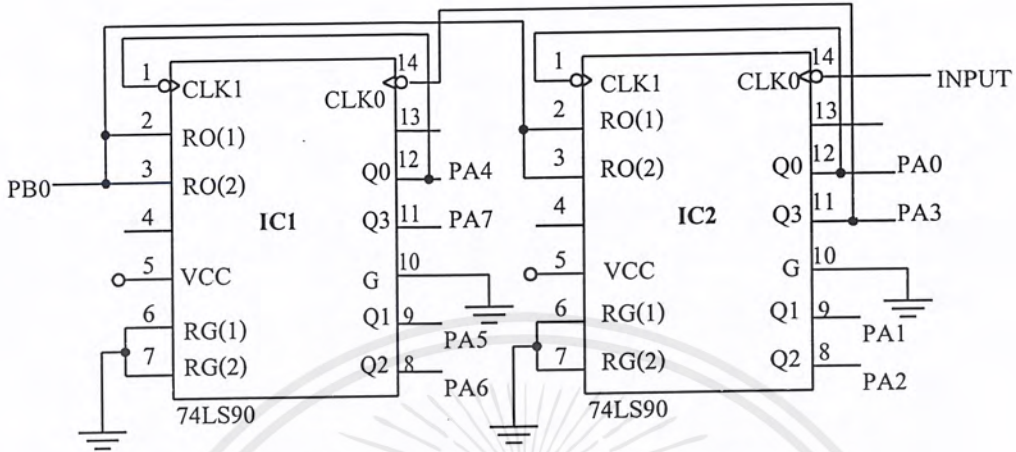 PB0
1
CLK1
2
RO(1)
3
RO(2)
4
5
VCC
6
RG(1)
7
RG(2)
IC1
14
CLK0
13
Q0
12
PA4
Q3
11
PA7
G
10
Q1
9
PA5
Q2
8
PA6
74LS90
1
CLK1
2
RO(1)
3
RO(2)
4
5
VCC
6
RG(1)
7
RG(2)
IC2
14
CLK0
INPUT
13
Q0
12
PA0
Q3
11
PA3
G
10
Q1
9
PA1
Q2
8
PA2
74LS90